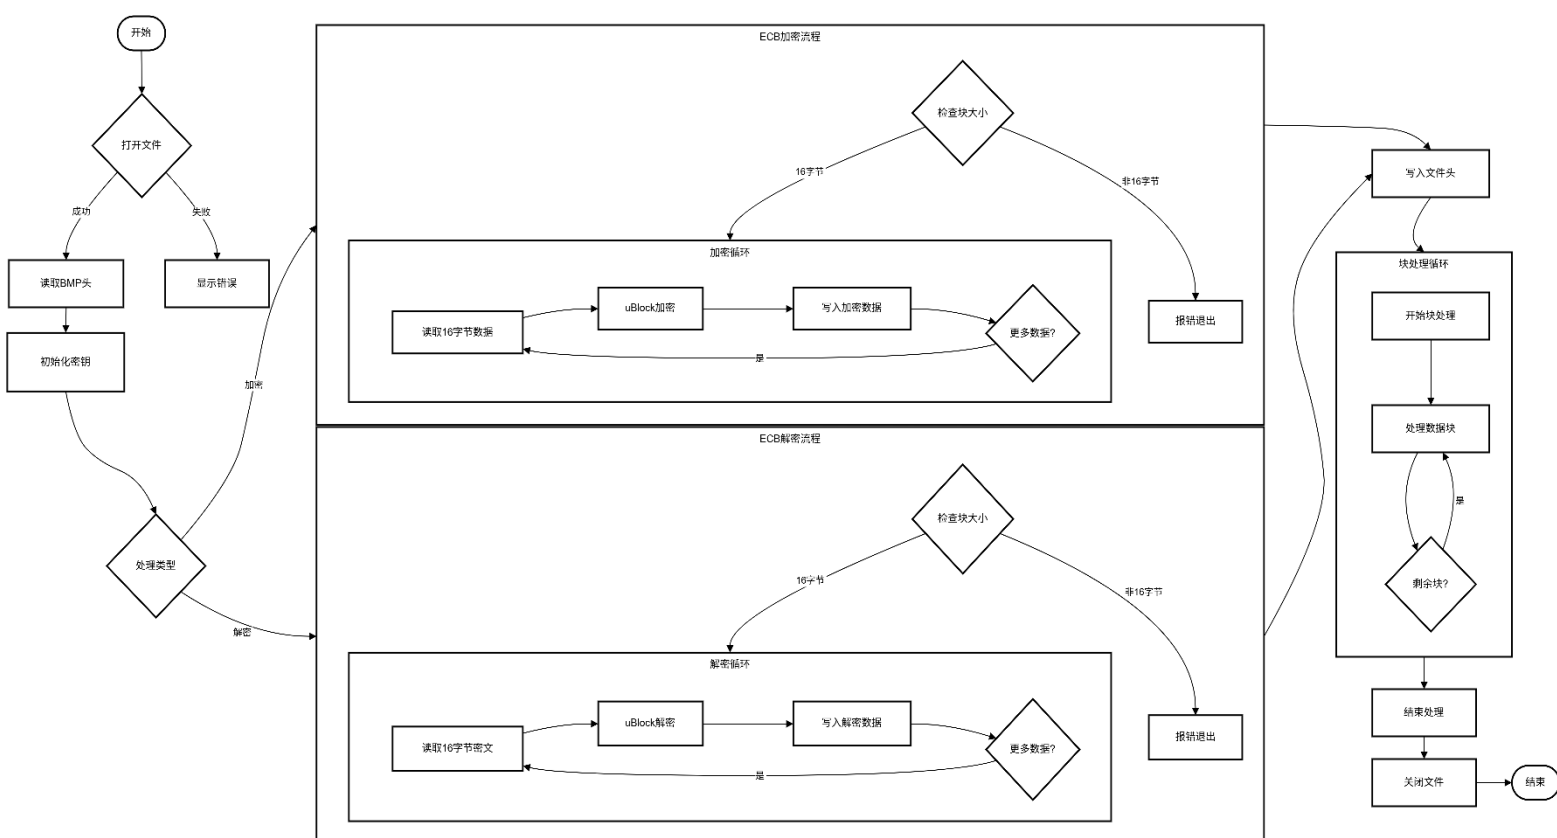 开始
打开文件
成功
失败
读取BMP头
显示错误
初始化密钥
处理类型
加密
解密
ECB加密流程
检查块大小
16字节
非16字节
加密循环
读取16字节数据
uBlock加密
写入加密数据
更多数据?
是
报错退出
ECB解密流程
检查块大小
16字节
非16字节
解密循环
读取16字节密文
uBlock解密
写入解密数据
更多数据?
是
报错退出
写入文件头
块处理循环
开始块处理
处理数据块
是
剩余块?
结束处理
关闭文件
结束